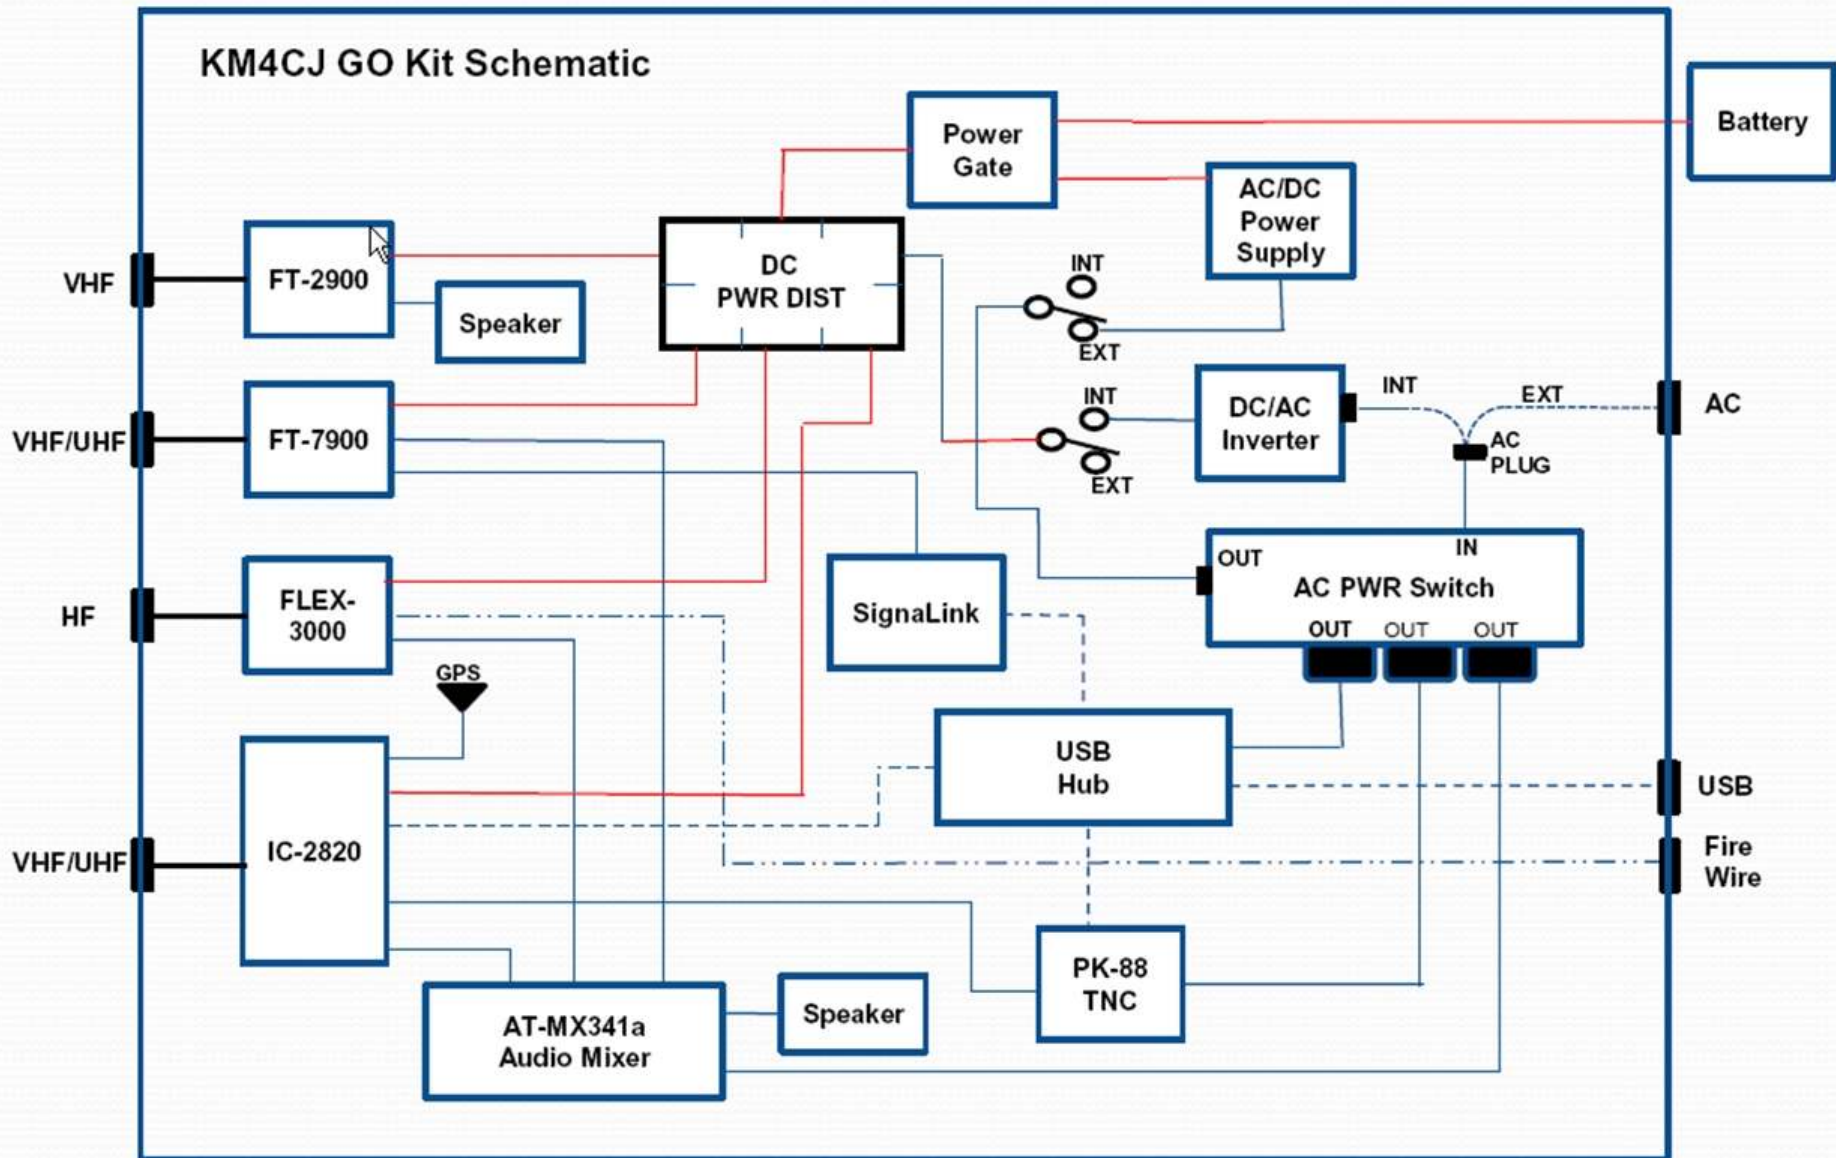 KM4CJ GO Kit Schematic
Battery
Power
Gate
AC/DC
Power
Supply
VHF
FT-2900
Speaker
DC
PWR DIST
INT
EXT
VHF/UHF
FT-7900
INT
EXT
DC/AC
Inverter
INT
EXT
AC
PLUG
AC
HF
FLEX-
3000
SignaLink
OUT
IN
AC PWR Switch
OUT
OUT
OUT
GPS
USB
Hub
USB
VHF/UHF
IC-2820
Fire
Wire
PK-88
TNC
AT-MX341a
Audio Mixer
Speaker